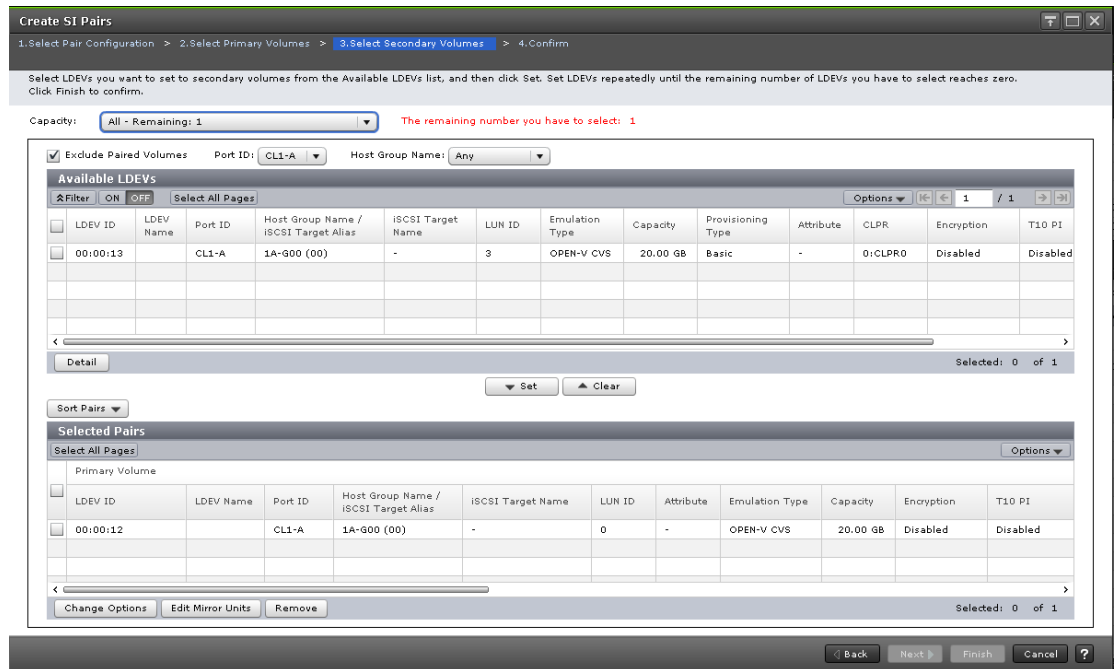 Create SI Pairs
1.Select Pair Configuration > 2.Select Primary Volumes > 3.Select Secondary Volumes > 4.Confirm
Select LDEVs you want to set to secondary volumes from the Available LDEVs list, and then click Set. Set LDEVs repeatedly until the remaining number of LDEVs you have to select reaches zero.
Click Finish to confirm.
Capacity: All - Remaining: 1 The remaining number you have to select: 1
Exclude Paired Volumes Port ID: CL1-A Host Group Name: Any
Available LDEVs
Filter ON OFF Select All Pages Options 1 / 1
LDEV ID LDEV Name Port ID Host Group Name / iSCSI Target Alias iSCSI Target Name LUN ID Emulation Type Capacity Provisioning Type Attribute CLPR Encryption T10 PI
00:00:13 CL1-A 1A-G00 (00) - 3 OPEN-V CVS 20.00 GB Basic - 0:CLPR0 Disabled Disabled
Detail Selected: 0 of 1
Set Clear
Sort Pairs
Selected Pairs
Select All Pages Options
Primary Volume
LDEV ID LDEV Name Port ID Host Group Name / iSCSI Target Alias iSCSI Target Name LUN ID Attribute Emulation Type Capacity Encryption T10 PI
00:00:12 CL1-A 1A-G00 (00) - 0 - OPEN-V CVS 20.00 GB Disabled Disabled
Change Options Edit Mirror Units Remove Selected: 0 of 1
Back Next Finish Cancel ?